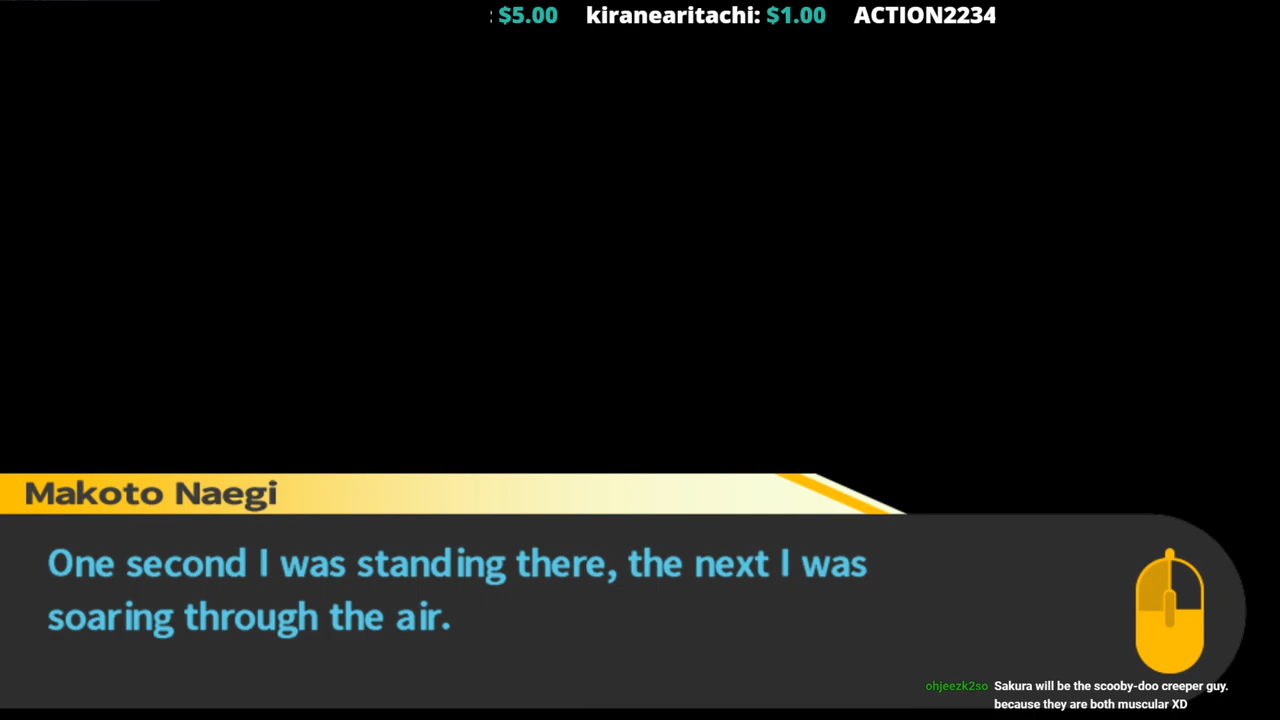 : $5.00 kiranearitachi: $1.00 ACTION2234
Makoto Naegi
One second I was standing there, the next I was
soaring through the air.
ohjeezk2so Sakura will be the scooby-doo creeper guy.
because they are both muscular XD